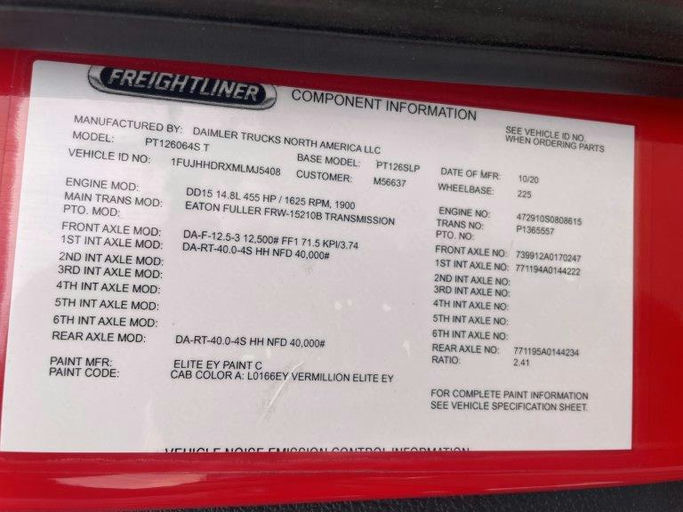 FREIGHTLINER
COMPONENT INFORMATION
SEE VEHICLE ID NO.
WHEN ORDERING PARTS
MANUFACTURED BY: DAIMLER TRUCKS NORTH AMERICA LLC
MODEL: PT126064S T BASE MODEL: PT126SLP DATE OF MFR: 10/20
VEHICLE ID NO: 1FUJHHDRXMLMJ5408 CUSTOMER: M56637 WHEELBASE: 225
ENGINE MOD: DD15 14.8L 455 HP / 1625 RPM, 1900 ENGINE NO: 472910S0808615
MAIN TRANS MOD: EATON FULLER FRW-15210B TRANSMISSION TRANS NO: P1365557
PTO. MOD: PTO. NO:
FRONT AXLE MOD: DA-F-12.5-3 12,500# FF1 71.5 KPI/3.74 FRONT AXLE NO: 739912A0170247
1ST INT AXLE MOD: DA-RT-40.0-4S HH NFD 40,000# 1ST INT AXLE NO: 771194A0144222
2ND INT AXLE MOD: 2ND INT AXLE NO:
3RD INT AXLE MOD: 3RD INT AXLE NO:
4TH INT AXLE MOD: 4TH INT AXLE NO:
5TH INT AXLE MOD: 5TH INT AXLE NO:
6TH INT AXLE MOD: 6TH INT AXLE NO:
REAR AXLE MOD: DA-RT-40.0-4S HH NFD 40,000# REAR AXLE NO: 771195A0144234
RATIO: 2.41
PAINT MFR: ELITE EY PAINT C
PAINT CODE: CAB COLOR A: L0166EY VERMILLION ELITE EY
FOR COMPLETE PAINT INFORMATION
SEE VEHICLE SPECIFICATION SHEET.
VEHICLE NOISE EMISSION CONTROL INFORMATION